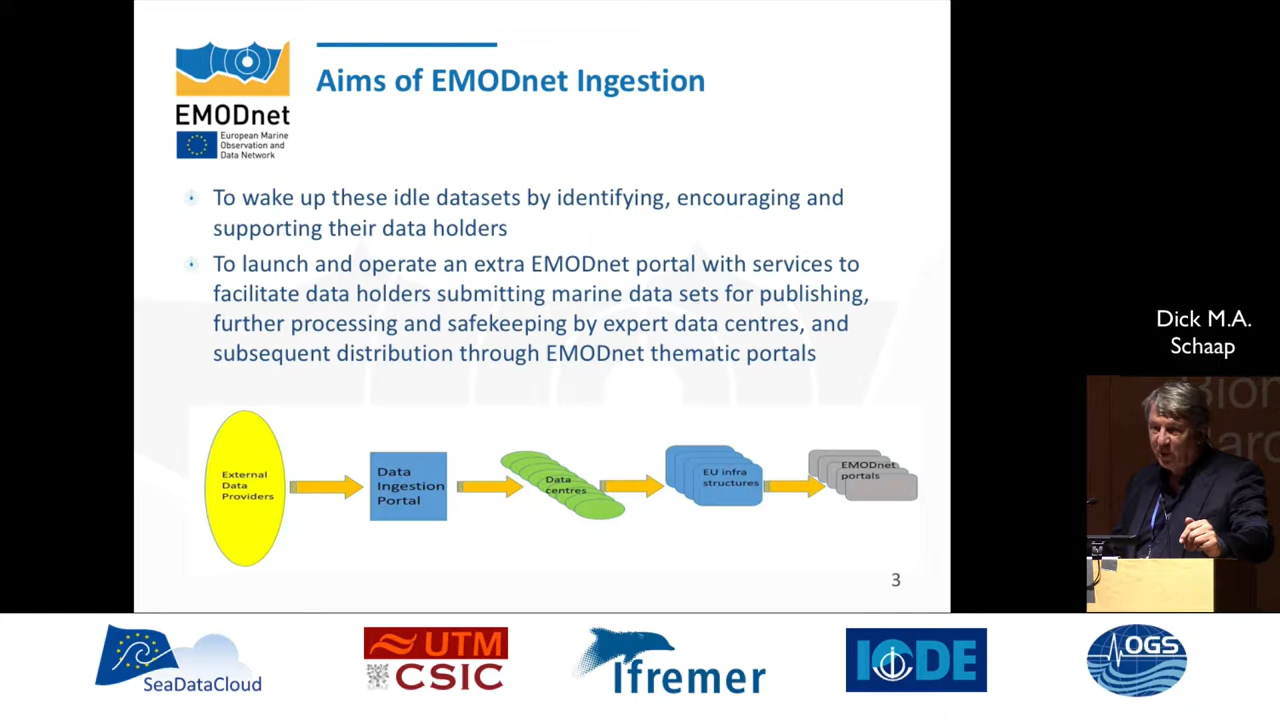 Aims of EMODnet Ingestion
EMODnet
European Marine
Observation and
Data Network
To wake up these idle datasets by identifying, encouraging and
supporting their data holders
To launch and operate an extra EMODnet portal with services to
facilitate data holders submitting marine data sets for publishing,
further processing and safekeeping by expert data centres, and
subsequent distribution through EMODnet thematic portals
External
Data
Providers
Data
Ingestion
Portal
Data
centres
EU infra
structures
EMODnet
portals
3
Dick M.A.
Schaap
SeaDataCloud
UTM
CSIC
Ifremer
IODE
OGS